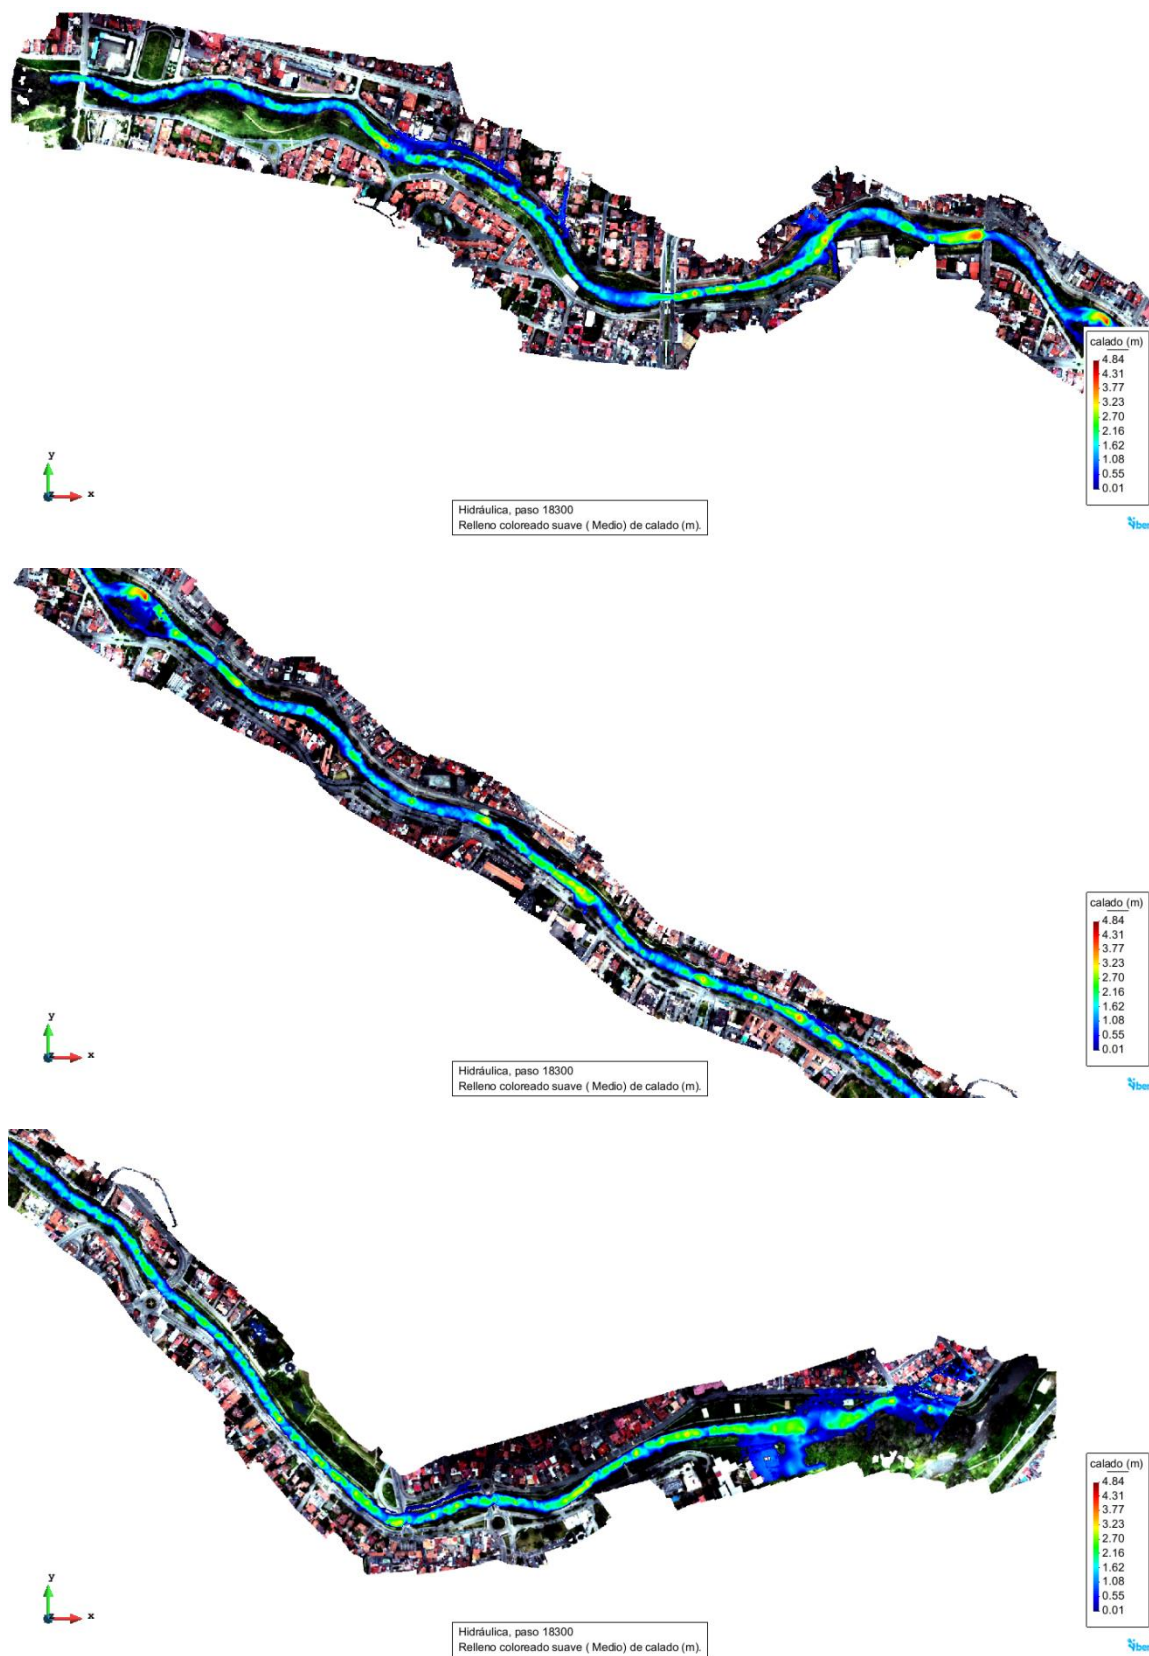 calado (m)
4.84
4.31
3.77
3.23
2.70
2.16
1.62
1.08
0.55
0.01
y
z
x
Hidráulica, paso 18300
Relleno coloreado suave ( Medio) de calado (m).
Iber
calado (m)
4.84
4.31
3.77
3.23
2.70
2.16
1.62
1.08
0.55
0.01
y
z
x
Hidráulica, paso 18300
Relleno coloreado suave ( Medio) de calado (m).
Iber
calado (m)
4.84
4.31
3.77
3.23
2.70
2.16
1.62
1.08
0.55
0.01
y
z
x
Hidráulica, paso 18300
Relleno coloreado suave ( Medio) de calado (m).
Iber